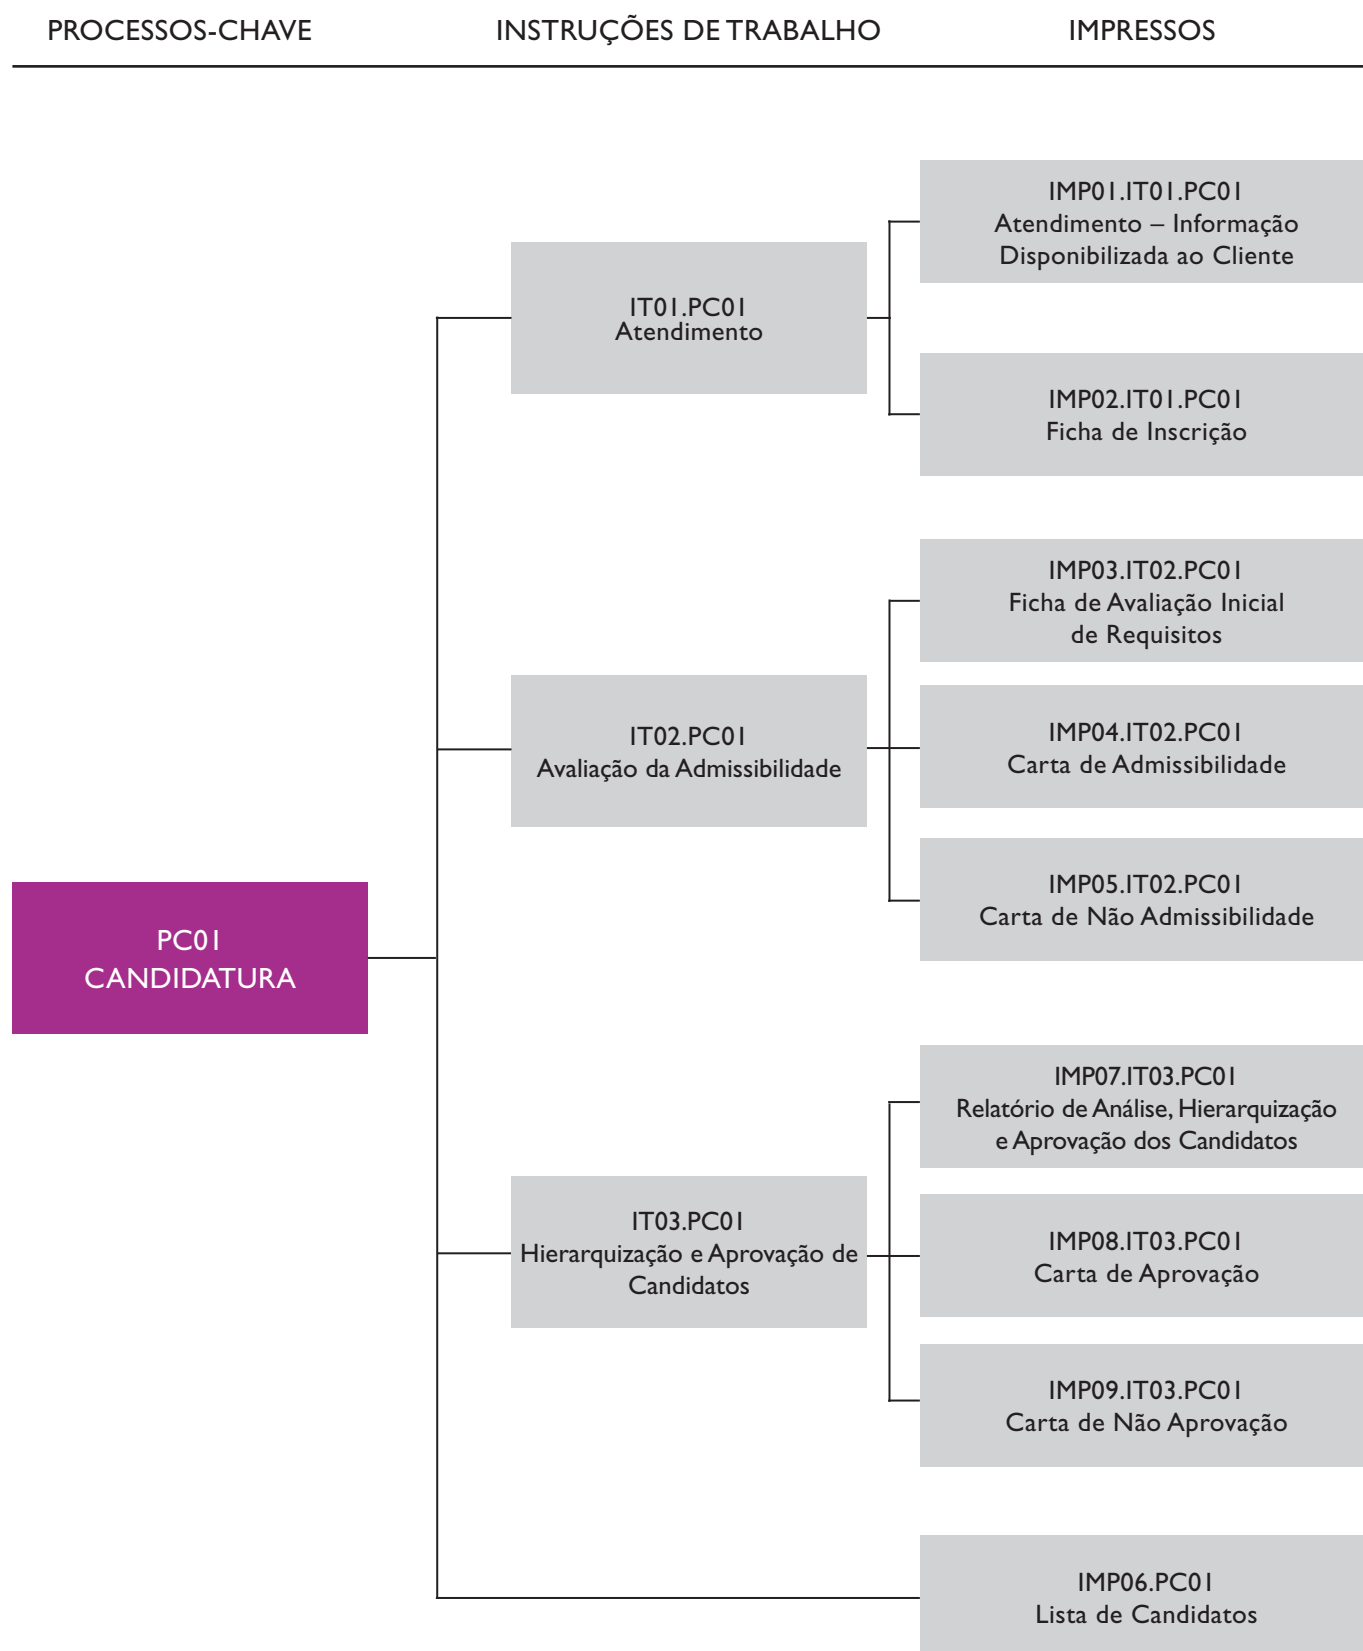 PROCESSOS-CHAVE
INSTRUÇÕES DE TRABALHO
IMPRESSOS
IMP01.IT01.PC01
Atendimento – Informação
Disponibilizada ao Cliente
IT01.PC01
Atendimento
IMP02.IT01.PC01
Ficha de Inscrição
IMP03.IT02.PC01
Ficha de Avaliação Inicial
de Requisitos
IT02.PC01
Avaliação da Admissibilidade
IMP04.IT02.PC01
Carta de Admissibilidade
IMP05.IT02.PC01
Carta de Não Admissibilidade
PC01
CANDIDATURA
IMP07.IT03.PC01
Relatório de Análise, Hierarquização
e Aprovação dos Candidatos
IT03.PC01
Hierarquização e Aprovação de
Candidatos
IMP08.IT03.PC01
Carta de Aprovação
IMP09.IT03.PC01
Carta de Não Aprovação
IMP06.PC01
Lista de Candidatos